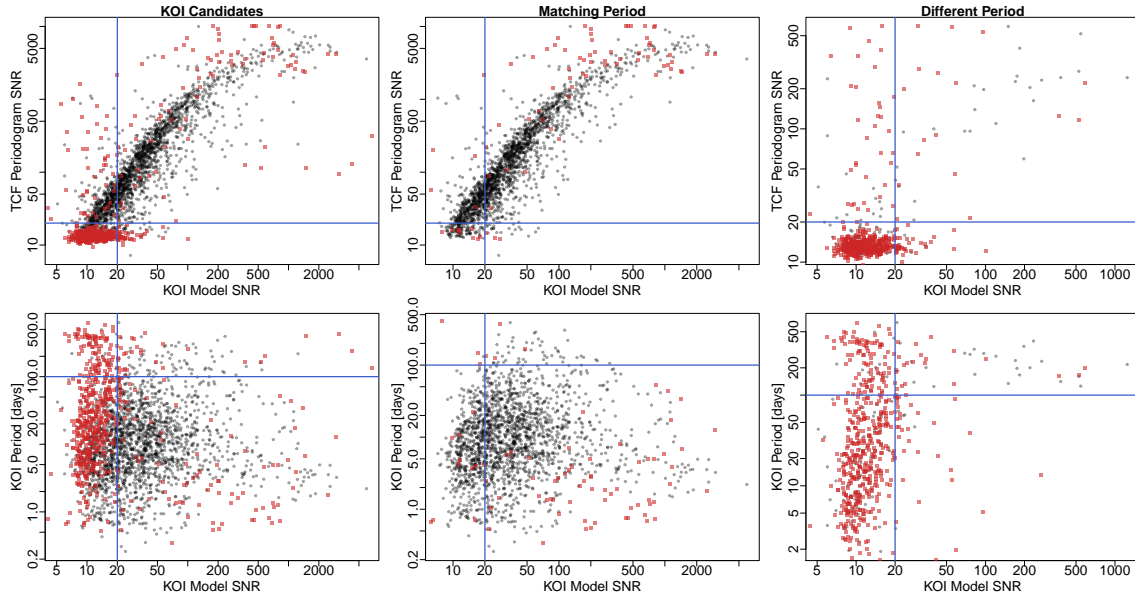 KOI Candidates
TCF Periodogram SNR
10 50 500 5000
5 10 20 50 200 500 2000
KOI Model SNR
Matching Period
TCF Periodogram SNR
10 50 500 5000
5 10 20 50 200 500 2000
KOI Model SNR
Different Period
TCF Periodogram SNR
10 20 50 100 200 500
5 10 20 50 100 200 500 1000
KOI Model SNR
KOI Period [days]
0.2 1.0 5.0 20.0 100.0 500.0
5 10 20 50 200 500 2000
KOI Model SNR
KOI Period [days]
0.2 1.0 5.0 20.0 100.0 500.0
5 10 20 50 200 500 2000
KOI Model SNR
KOI Period [days]
2 5 10 20 50 200 500
5 10 20 50 100 200 500 1000
KOI Model SNR